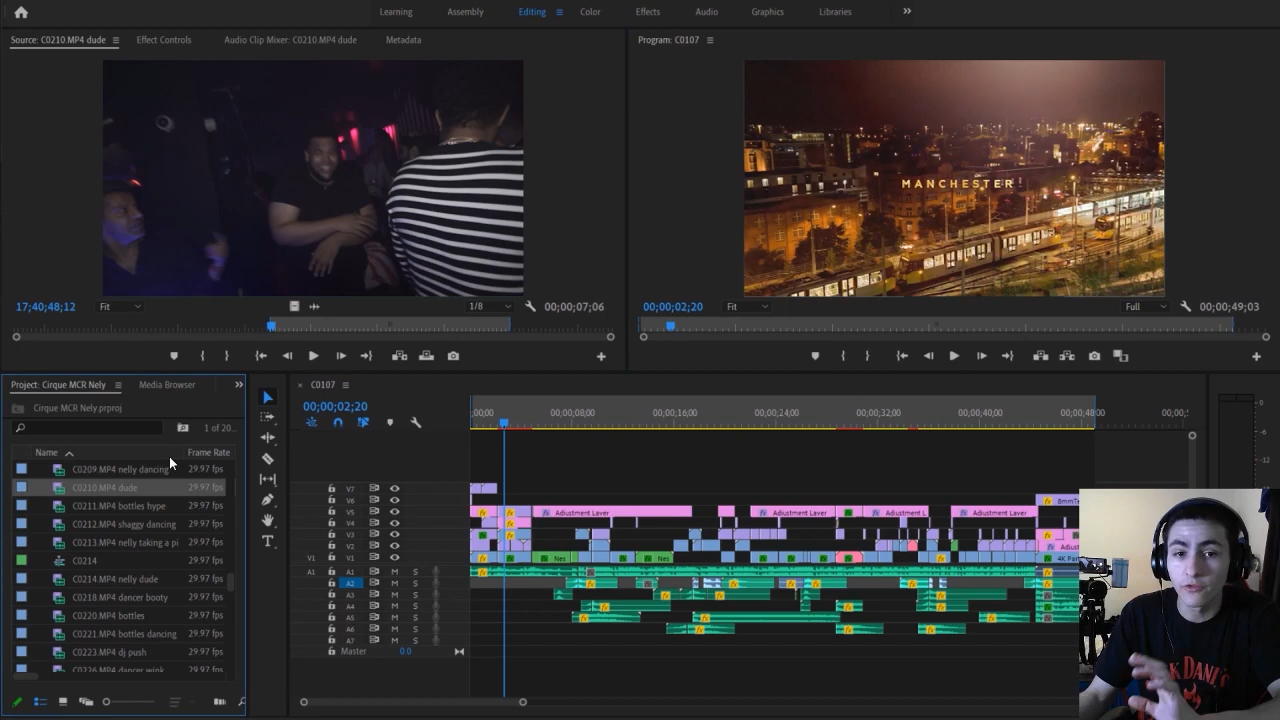 Learning Assembly Editing Color Effects Audio Graphics Libraries
Source: C0210.MP4 dude Effect Controls Audio Clip Mixer: C0210.MP4 dude Metadata
Program: C0107
MANCHESTER
17;40;48;12 Fit 1/8 00;00;07;06
00;00;02;20 Fit Full 00;00;49;03
Project: Cirque MCR Nely Media Browser
Cirque MCR Nely.prproj
1 of 20...
Name Frame Rate
C0209.MP4 nelly dancing 29.97 fps
C0210.MP4 dude 29.97 fps
C0211.MP4 bottles hype 29.97 fps
C0212.MP4 shaggy dancing 29.97 fps
C0213.MP4 nelly taking a pi 29.97 fps
C0214 29.97 fps
C0214.MP4 nelly dude 29.97 fps
C0218.MP4 dancer booty 29.97 fps
C0220.MP4 bottles 29.97 fps
C0221.MP4 bottles dancing 29.97 fps
C0223.MP4 dj push 29.97 fps
C0226.MP4 dancer wink 29.97 fps
C0107
00;00;02;20
;00;00 00;00;08;00 00;00;16;00 00;00;24;00 00;00;32;00 00;00;40;00 00;00;48;00 00;00;5
V7
V6 8mmT
V5 Adjustment Layer Adjustment Layer Adjustment L Adjustment Layer
V4
V3
V2 Adjust
V1 V1 Nes Nes 4K Par
A1 A1 M S
A2 M S
A3 M S
A4 M S
A5 M S
A6 M S
A7 M S
Master 0.0
0
-6
-12